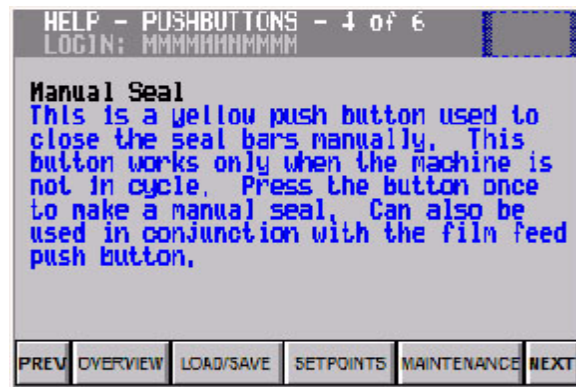 HELP - PUSHBUTTONS - 4 of 6
LOGIN: MMMMMMMMMMM
Manual Seal
This is a yellow push button used to
close the seal bars manually. This
button works only when the machine is
not in cycle. Press the button once
to make a manual seal. Can also be
used in conjunction with the film feed
push button.
PREV OVERVIEW LOAD/SAVE SETPOINTS MAINTENANCE NEXT